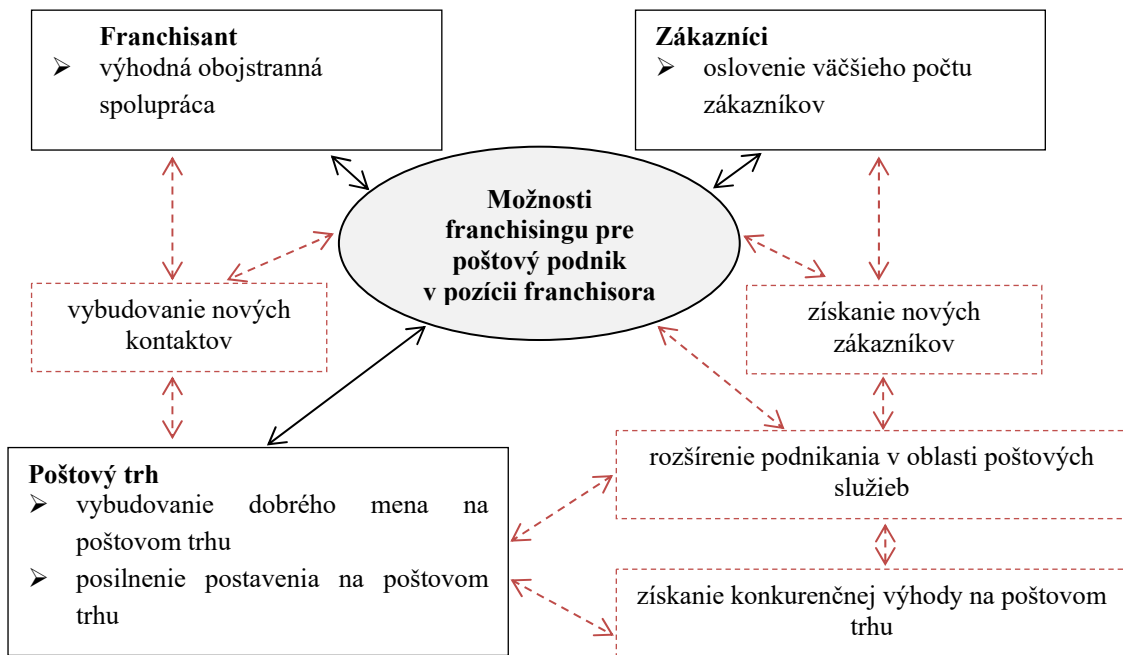 Franchisant
➢ výhodná obojstranná
spolupráca
Zákazníci
➢ oslovenie väčšieho počtu
zákazníkov
Možnosti
franchisingu pre
poštový podnik
v pozícii franchisora
vybudovanie nových
kontaktov
získanie nových
zákazníkov
Poštový trh
➢ vybudovanie dobrého mena na
poštovom trhu
➢ posilnenie postavenia na poštovom
trhu
rozšírenie podnikania v oblasti poštových
služieb
získanie konkurenčnej výhody na poštovom
trhu